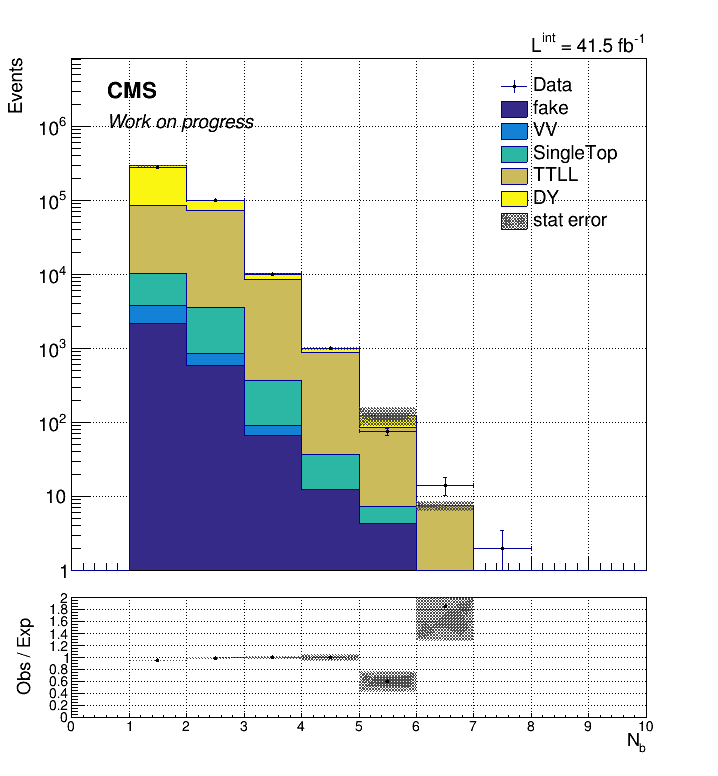 L^int = 41.5 fb^-1
Events
CMS
Work on progress
Data
fake
VV
SingleTop
TTLL
DY
stat error
10^6
10^5
10^4
10^3
10^2
10
1
Obs / Exp
2
1.8
1.6
1.4
1.2
1
0.8
0.6
0.4
0.2
0
0 1 2 3 4 5 6 7 8 9 10
N_b